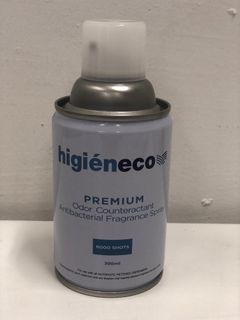 higiéneco
PREMIUM
Odor Counteractant
Antibacterial Fragrance Spray
6000 SHOTS
300ml